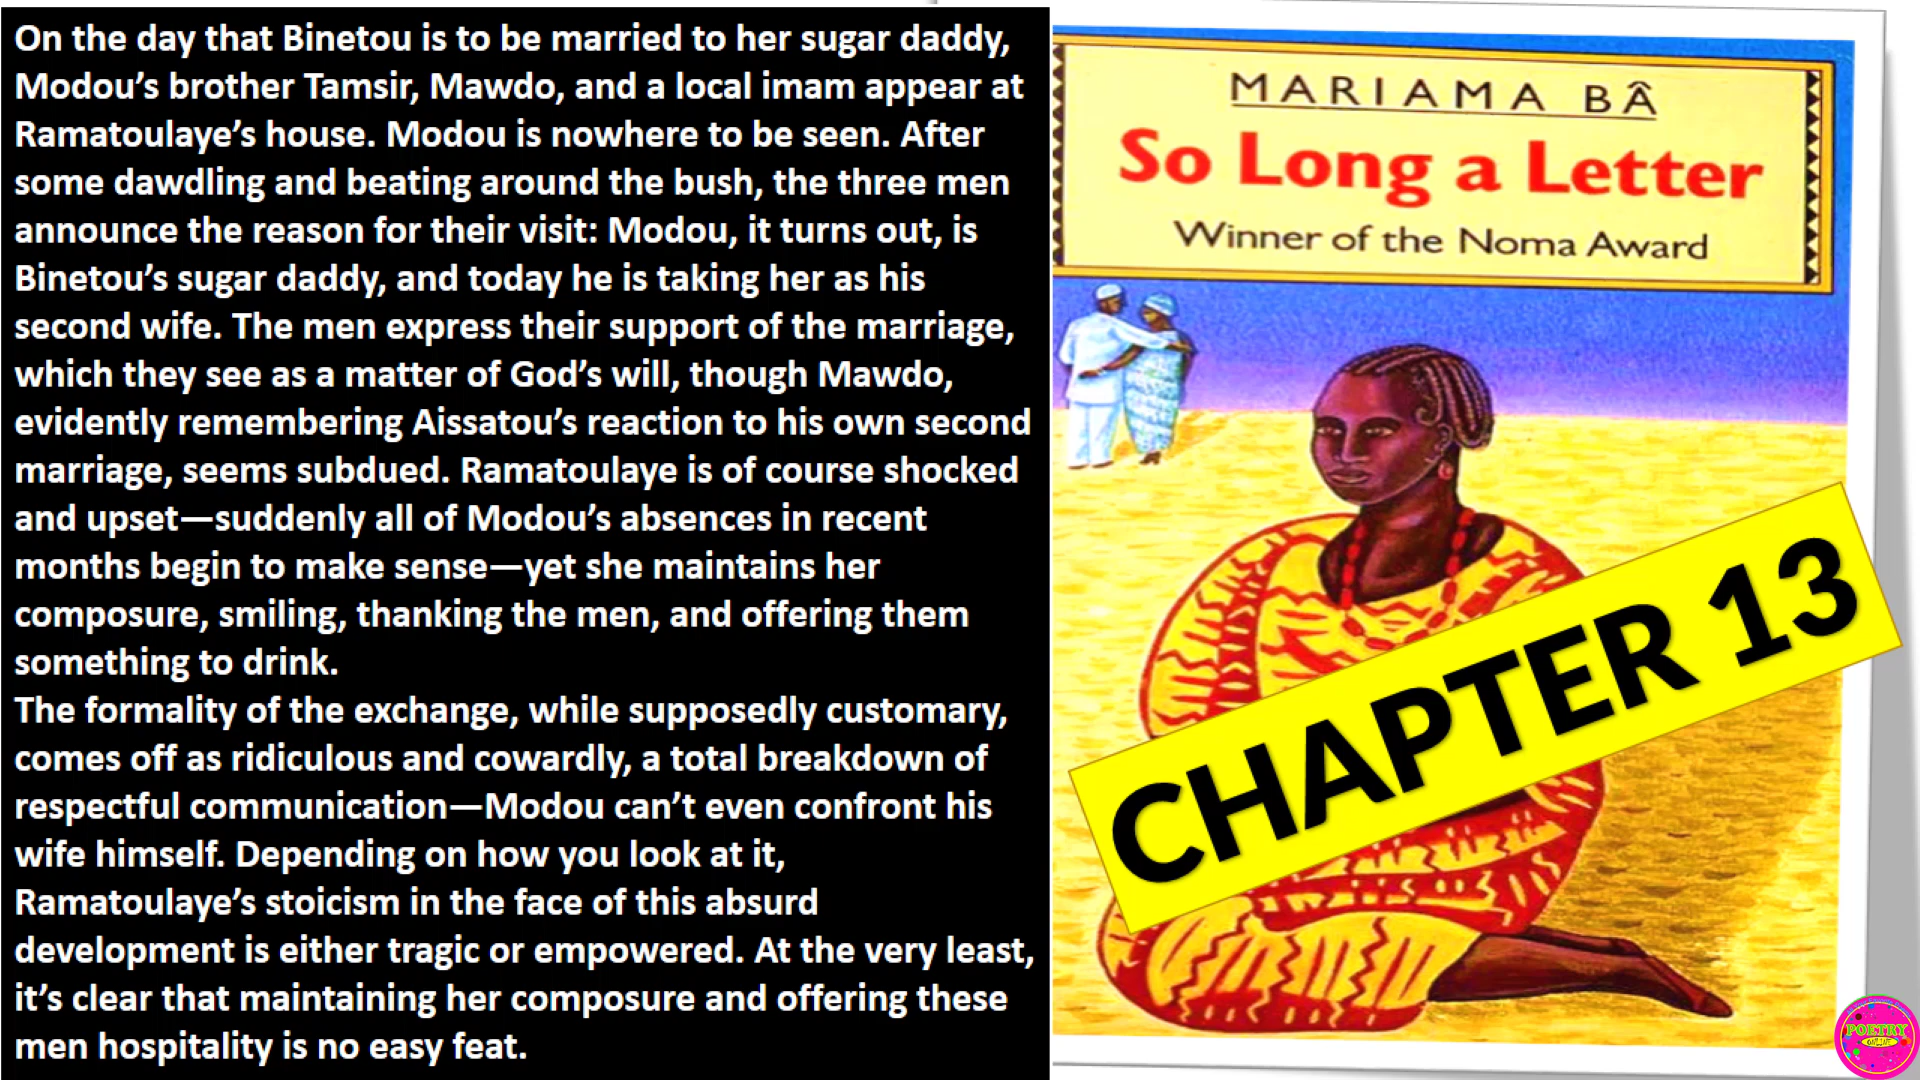 On the day that Binetou is to be married to her sugar daddy,
Modou’s brother Tamsir, Mawdo, and a local imam appear at
Ramatoulaye’s house. Modou is nowhere to be seen. After
some dawdling and beating around the bush, the three men
announce the reason for their visit: Modou, it turns out, is
Binetou’s sugar daddy, and today he is taking her as his
second wife. The men express their support of the marriage,
which they see as a matter of God’s will, though Mawdo,
evidently remembering Aissatou’s reaction to his own second
marriage, seems subdued. Ramatoulaye is of course shocked
and upset—suddenly all of Modou’s absences in recent
months begin to make sense—yet she maintains her
composure, smiling, thanking the men, and offering them
something to drink.
The formality of the exchange, while supposedly customary,
comes off as ridiculous and cowardly, a total breakdown of
respectful communication—Modou can’t even confront his
wife himself. Depending on how you look at it,
Ramatoulaye’s stoicism in the face of this absurd
development is either tragic or empowered. At the very least,
it’s clear that maintaining her composure and offering these
men hospitality is no easy feat.
MARIAMA BÂ
So Long a Letter
Winner of the Noma Award
CHAPTER 13
POETRY
ONLINE